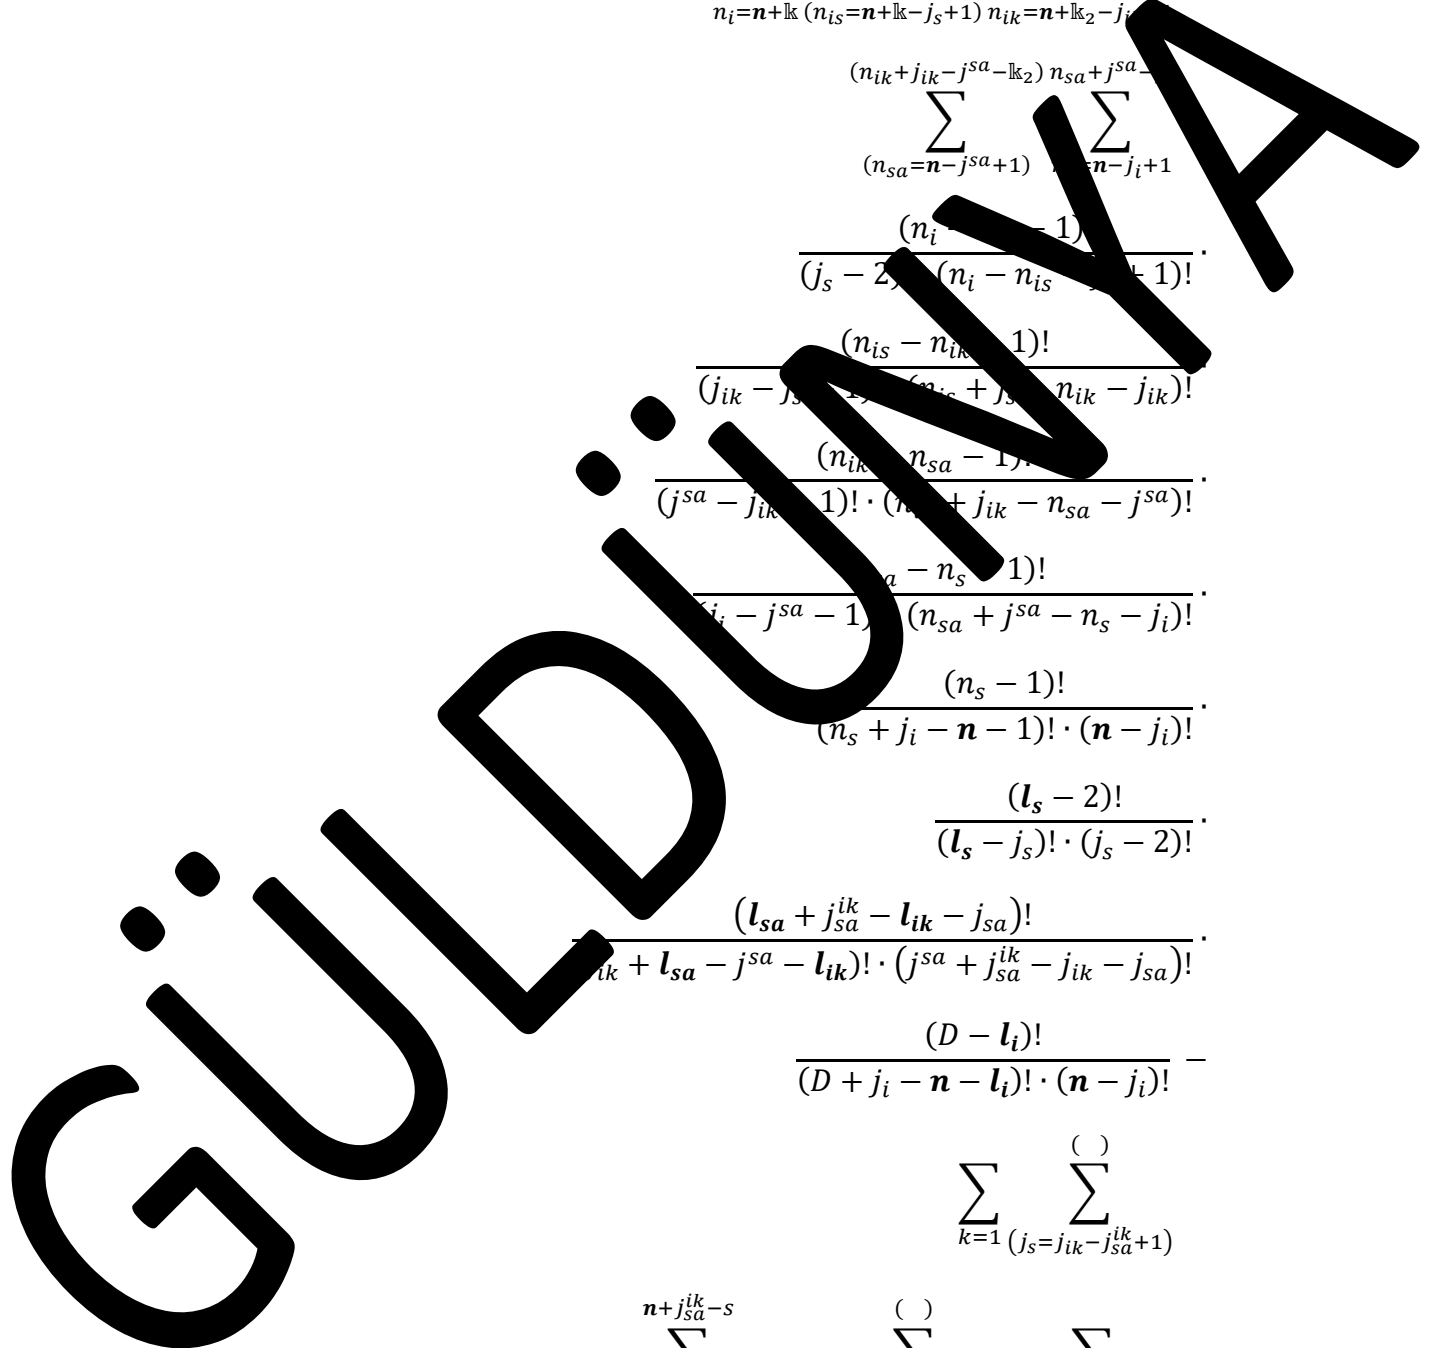 n_i=n+𝕜 (n_is=n+𝕜−j_s+1) n_ik=n+𝕜_2−j
(n_ik+j_ik−j^sa−𝕜_2) n_sa+j^sa−
∑ ∑
(n_sa=n−j^sa+1) =n−j_i+1
(n_i − − 1)
(j_s − 2) (n_i − n_is + 1)! ·
(n_is − n_ik 1)!
(j_ik − j_s 1) (n_is + j_s n_ik − j_ik)! ·
(n_ik n_sa − 1)!
(j^sa − j_ik 1)! · (n + j_ik − n_sa − j^sa)! ·
a − n_s 1)!
(j_i − j^sa − 1) (n_sa + j^sa − n_s − j_i)! ·
(n_s − 1)!
(n_s + j_i − n − 1)! · (n − j_i)! ·
(l_s − 2)!
(l_s − j_s)! · (j_s − 2)! ·
(l_sa + j_sa^ik − l_ik − j_sa)!
ik + l_sa − j^sa − l_ik)! · (j^sa + j_sa^ik − j_ik − j_sa)! ·
(D − l_i)!
(D + j_i − n − l_i)! · (n − j_i)! −
( )
∑ ∑
k=1 (j_s=j_ik−j_sa^ik+1)
n+j_sa^ik−s ( )
∑ ∑ ∑
GÜLDÜNYA